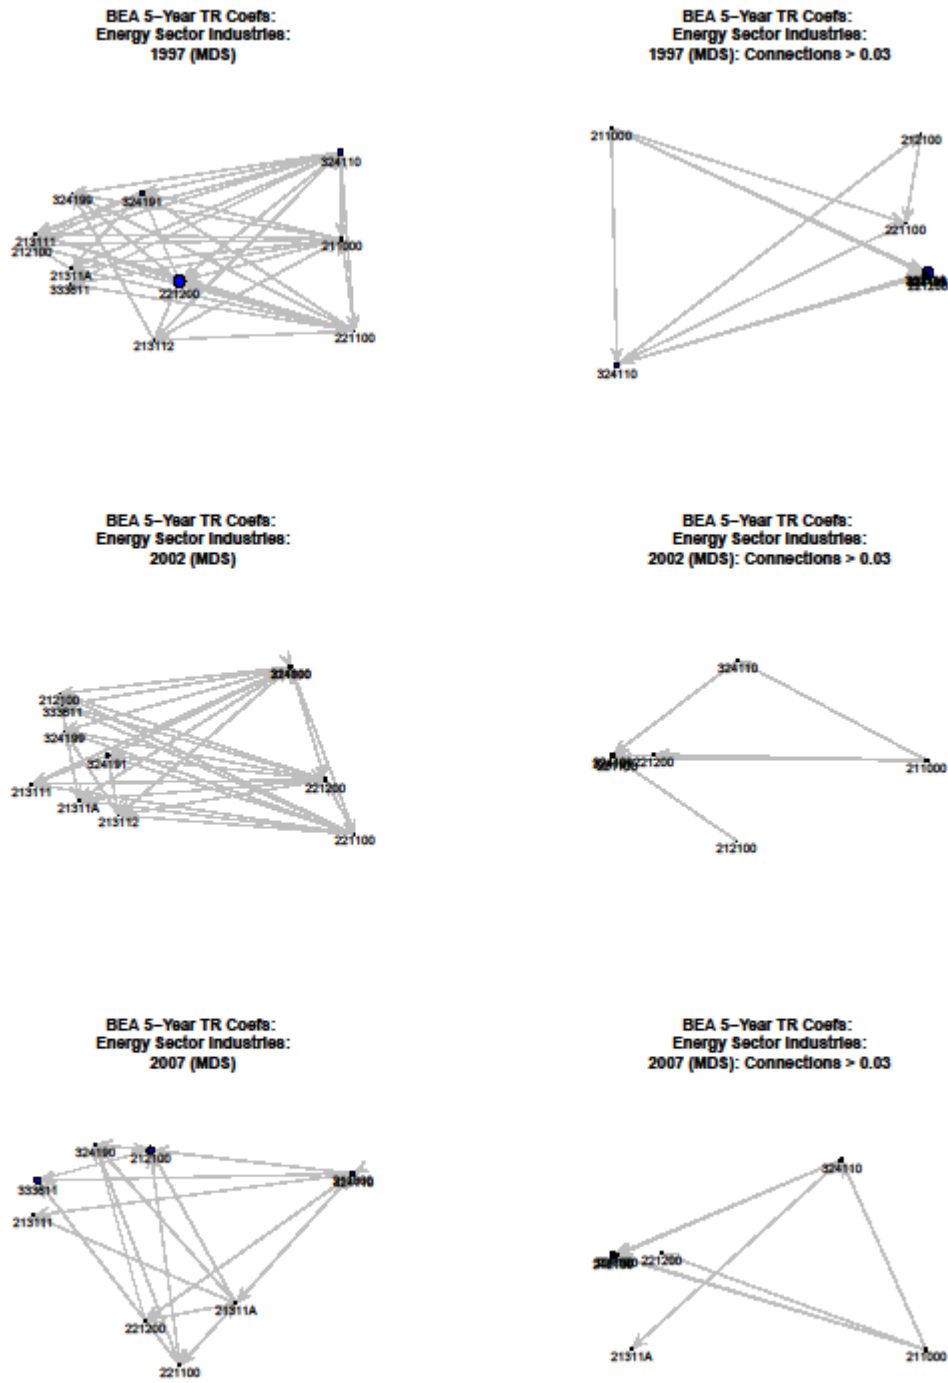 BEA 5–Year TR Coefs:
Energy Sector Industries:
1997 (MDS)
324110
324199
324191
213111
212100
211000
21311A
333611
221200
213112
221100
BEA 5–Year TR Coefs:
Energy Sector Industries:
1997 (MDS): Connections > 0.03
211000
212100
221100
221200
324110
BEA 5–Year TR Coefs:
Energy Sector Industries:
2002 (MDS)
212100
333611
324199
324191
213111
21311A
213112
221200
221100
BEA 5–Year TR Coefs:
Energy Sector Industries:
2002 (MDS): Connections > 0.03
324110
221200
211000
212100
BEA 5–Year TR Coefs:
Energy Sector Industries:
2007 (MDS)
324190
212100
333611
213111
21311A
221200
221100
BEA 5–Year TR Coefs:
Energy Sector Industries:
2007 (MDS): Connections > 0.03
324110
221200
21311A
211000